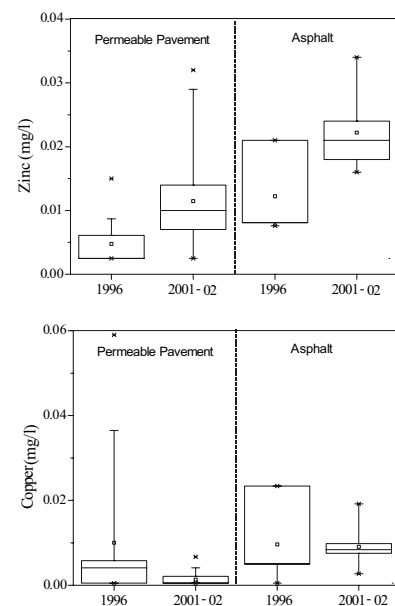 0.04
Permeable Pavement
Asphalt
0.03
0.02
0.01
0.00
Zinc (mg/l)
1996
2001-02
1996
2001-02
0.06
Permeable Pavement
Asphalt
0.04
0.02
0.00
Copper(mg/l)
1996
2001-02
1996
2001-02